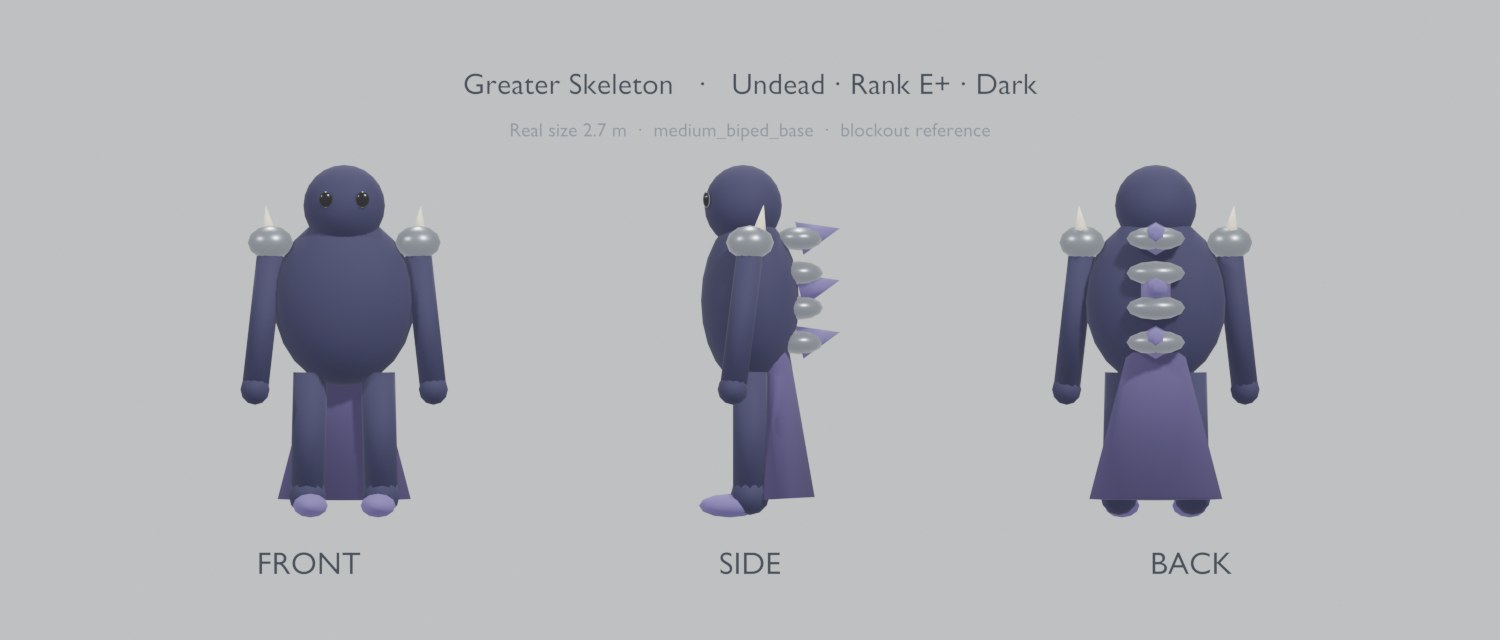 Greater Skeleton · Undead · Rank E+ · Dark
Real size 2.7 m · medium_biped_base · blockout reference
FRONT SIDE BACK